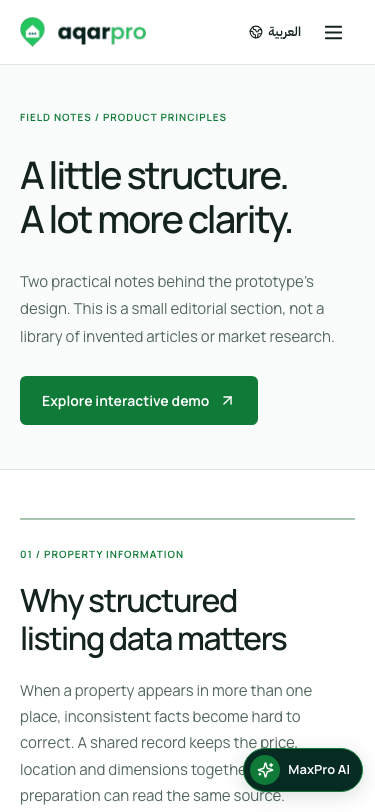 aqarpro
العربية
FIELD NOTES / PRODUCT PRINCIPLES
A little structure.
A lot more clarity.
Two practical notes behind the prototype's
design. This is a small editorial section, not a
library of invented articles or market research.
Explore interactive demo
01 / PROPERTY INFORMATION
Why structured
listing data matters
When a property appears in more than one
place, inconsistent facts become hard to
correct. A shared record keeps the price,
location and dimensions
preparation can read the same source.
MaxPro AI